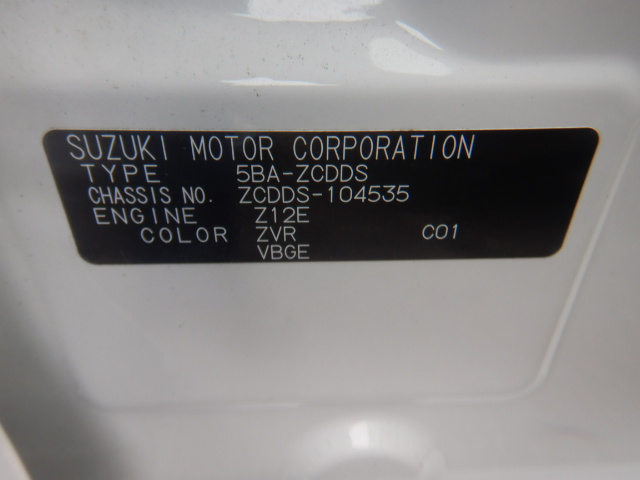 SUZUKI MOTOR CORPORATION
TYPE 5BA-ZCDDS
CHASSIS NO. ZCDDS-104535
ENGINE Z12E
COLOR ZVR C01
VBGE